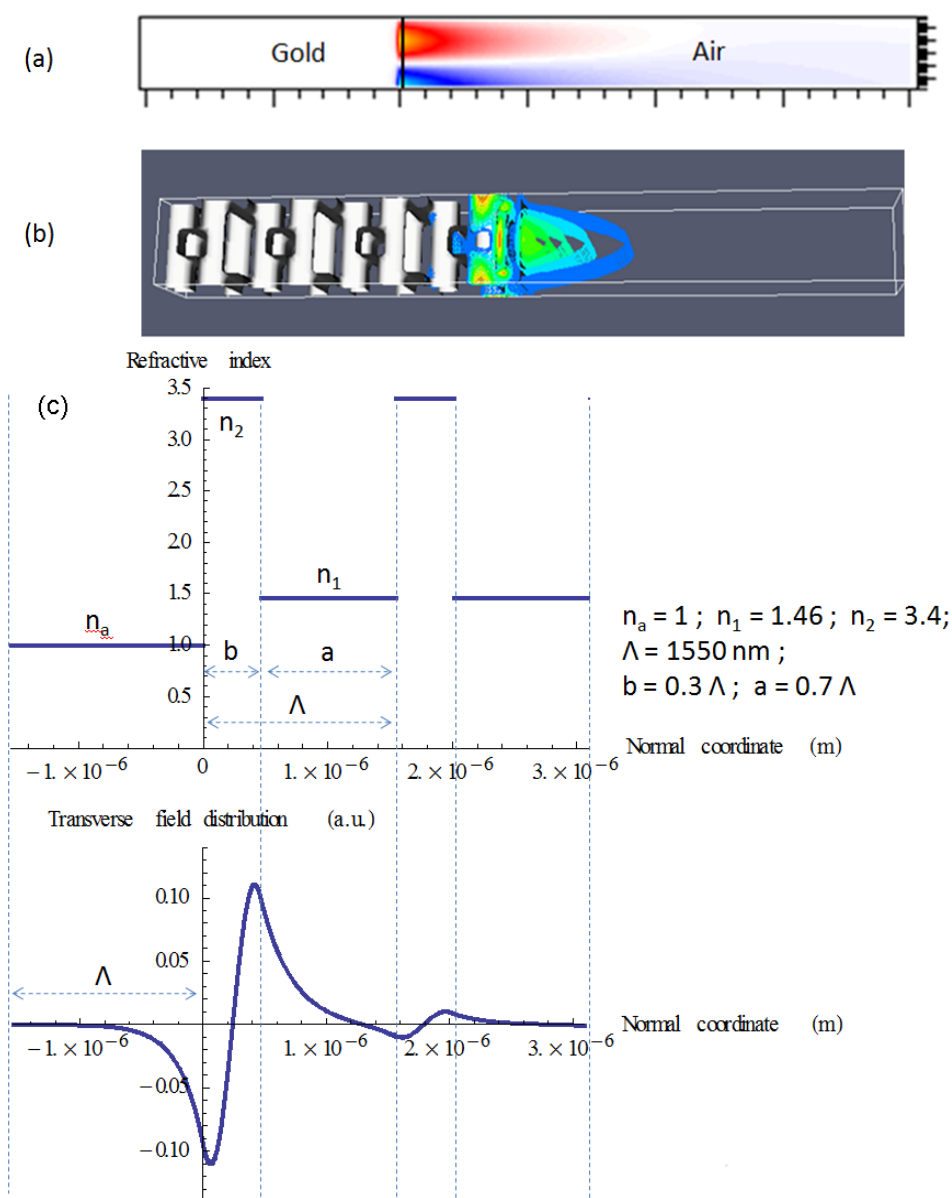 (a)
Gold
Air
(b)
Refractive index
(c)
3.5
n2
3.0
2.5
2.0
n1
1.5
na
1.0
b
a
0.5
Λ
na = 1 ; n1 = 1.46 ; n2 = 3.4;
Λ = 1550 nm ;
b = 0.3 Λ ; a = 0.7 Λ
Normal coordinate (m)
−1. × 10⁻⁶ 0 1. × 10⁻⁶ 2. × 10⁻⁶ 3. × 10⁻⁶
Transverse field distribution (a.u.)
0.10
0.05
Λ
Normal coordinate (m)
−1. × 10⁻⁶ 1. × 10⁻⁶ 2. × 10⁻⁶ 3. × 10⁻⁶
−0.05
−0.10